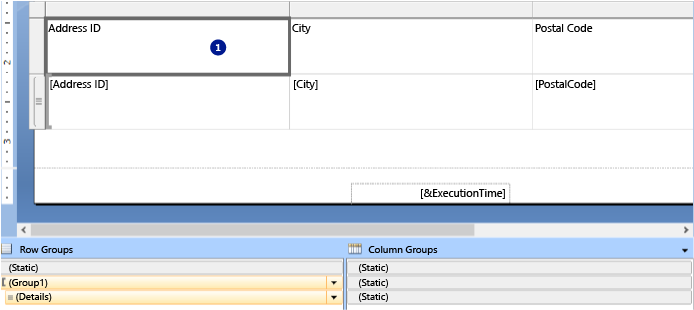 Address ID City Postal Code
1
2
[Address ID] [City] [PostalCode]
3
[&ExecutionTime]
Row Groups Column Groups
(Static) (Static)
(Group1) (Static)
(Details) (Static)